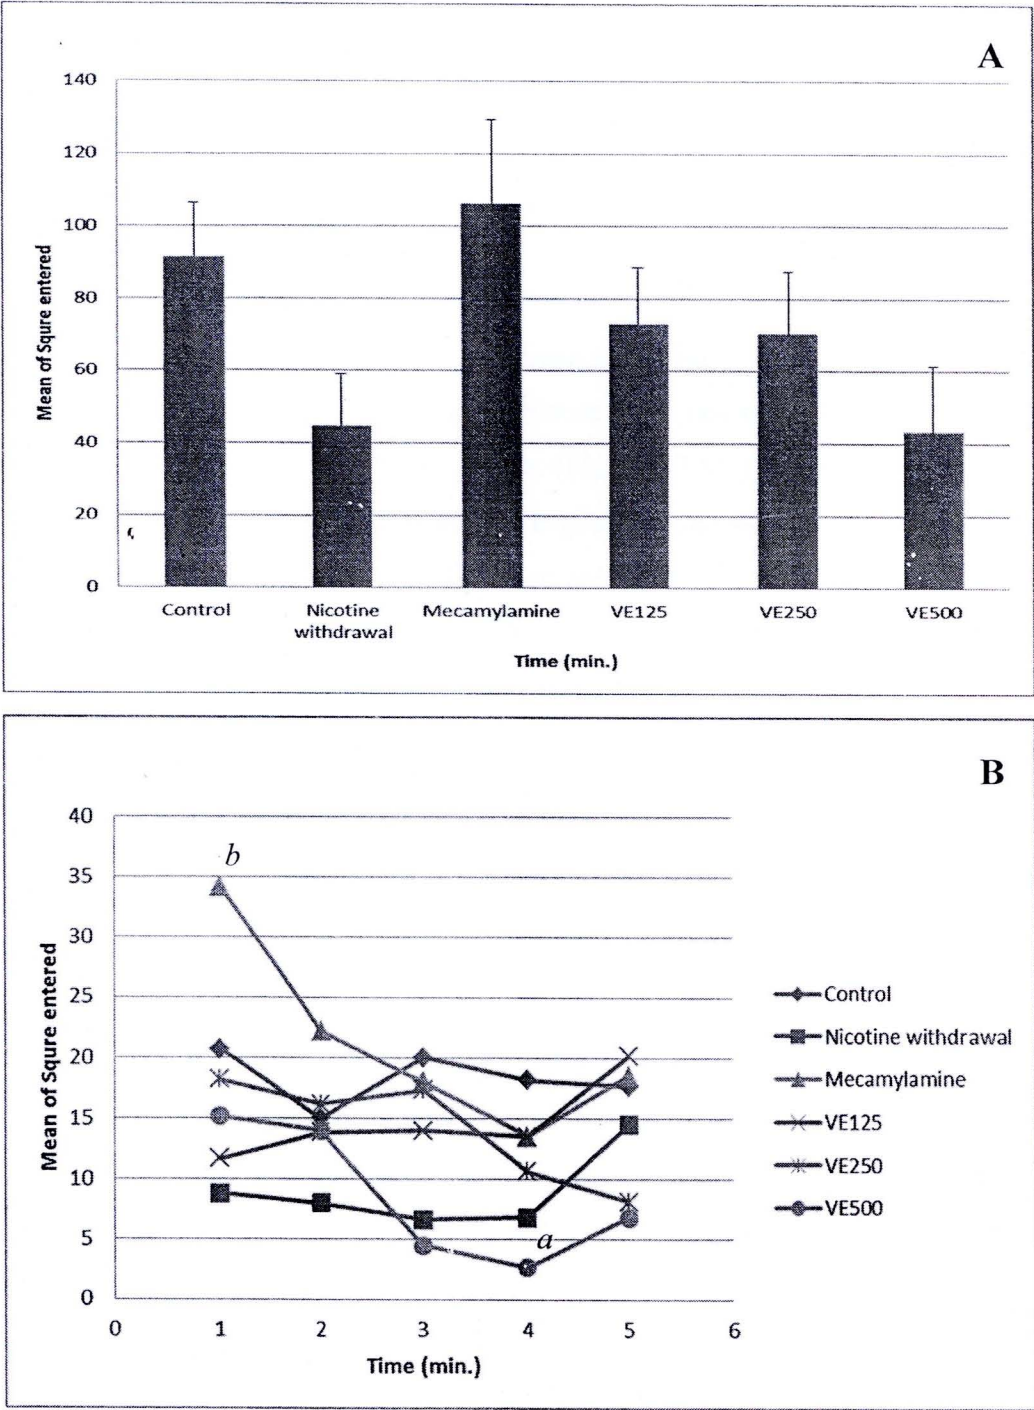 A
140
120
100
80
60
40
20
0
Mean of Squre entered
Control
Nicotine withdrawal
Mecamylamine
VE125
VE250
VE500
Time (min.)
B
40
35
30
25
20
15
10
5
0
Mean of Squre entered
b
a
0 1 2 3 4 5 6
Time (min.)
Control
Nicotine withdrawal
Mecamylamine
VE125
VE250
VE500